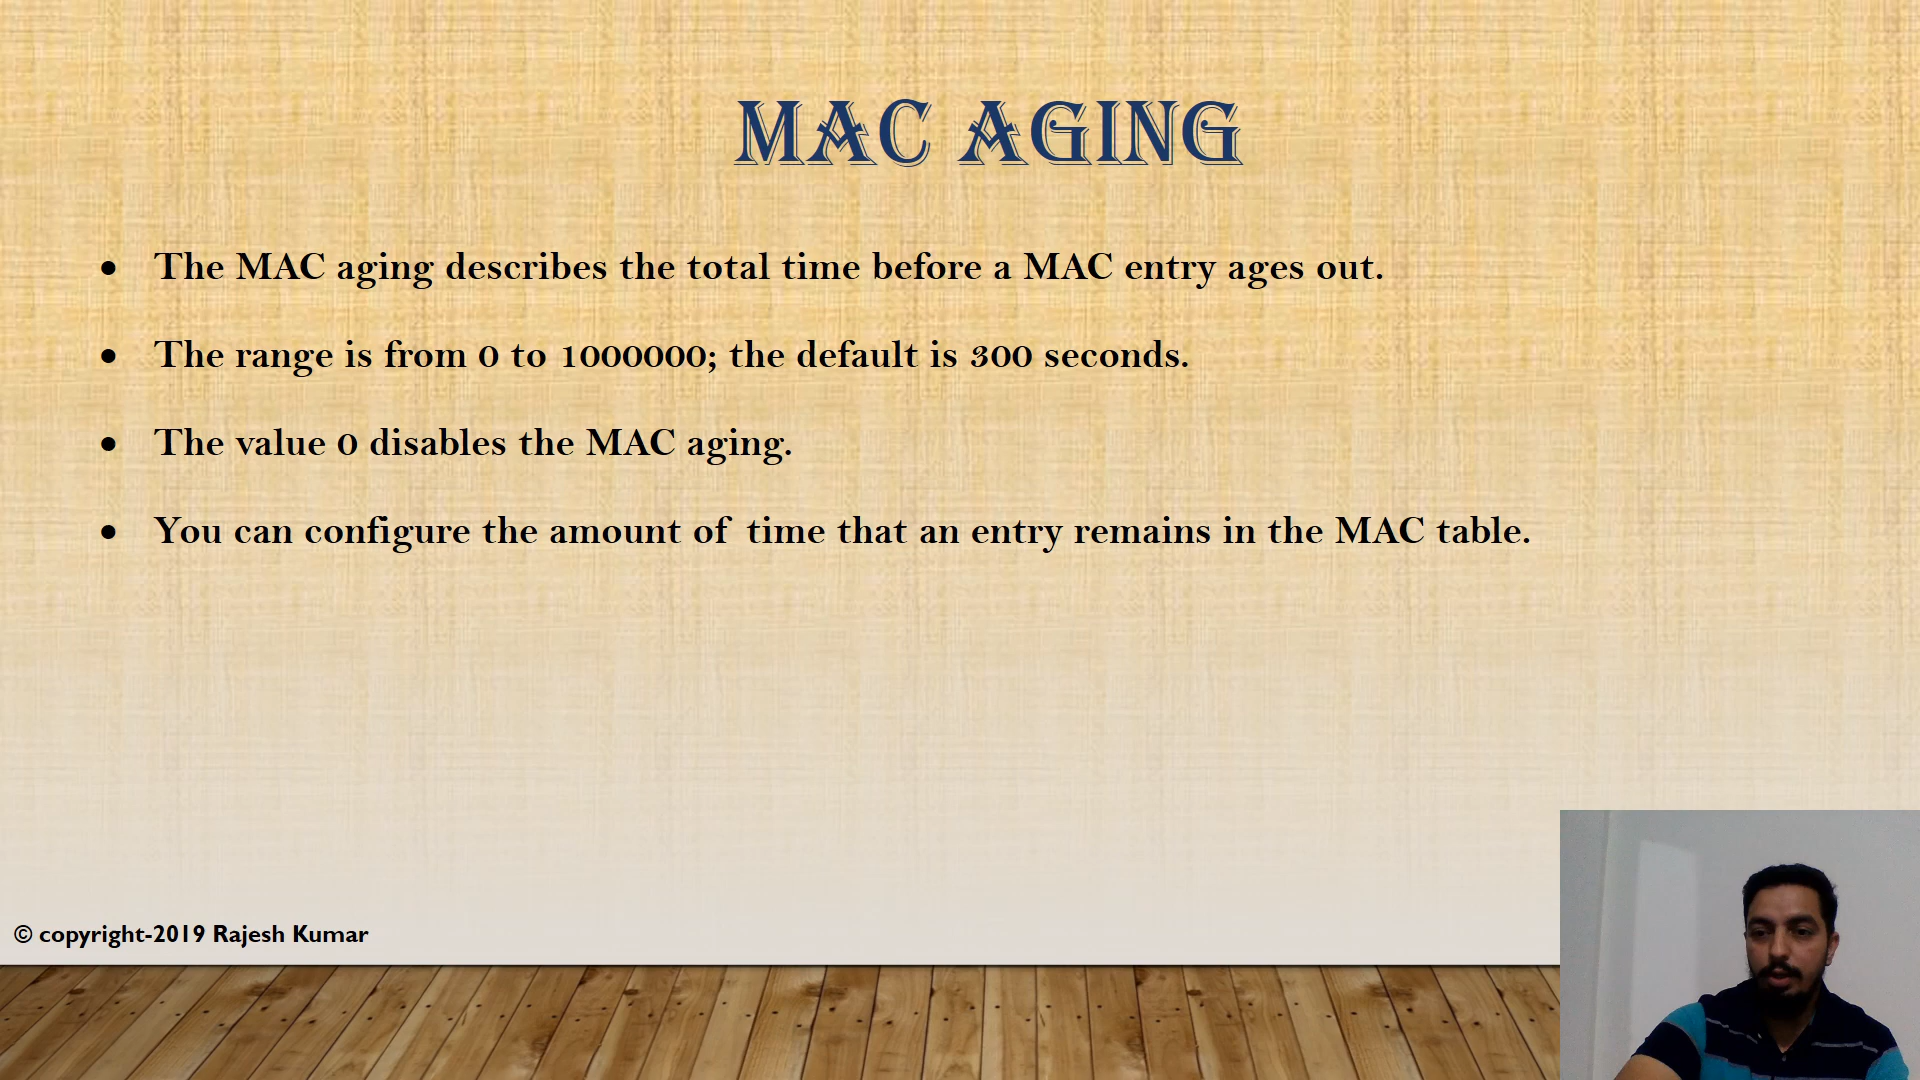 MAC AGING
• The MAC aging describes the total time before a MAC entry ages out.
• The range is from 0 to 1000000; the default is 300 seconds.
• The value 0 disables the MAC aging.
• You can configure the amount of time that an entry remains in the MAC table.
© copyright-2019 Rajesh Kumar